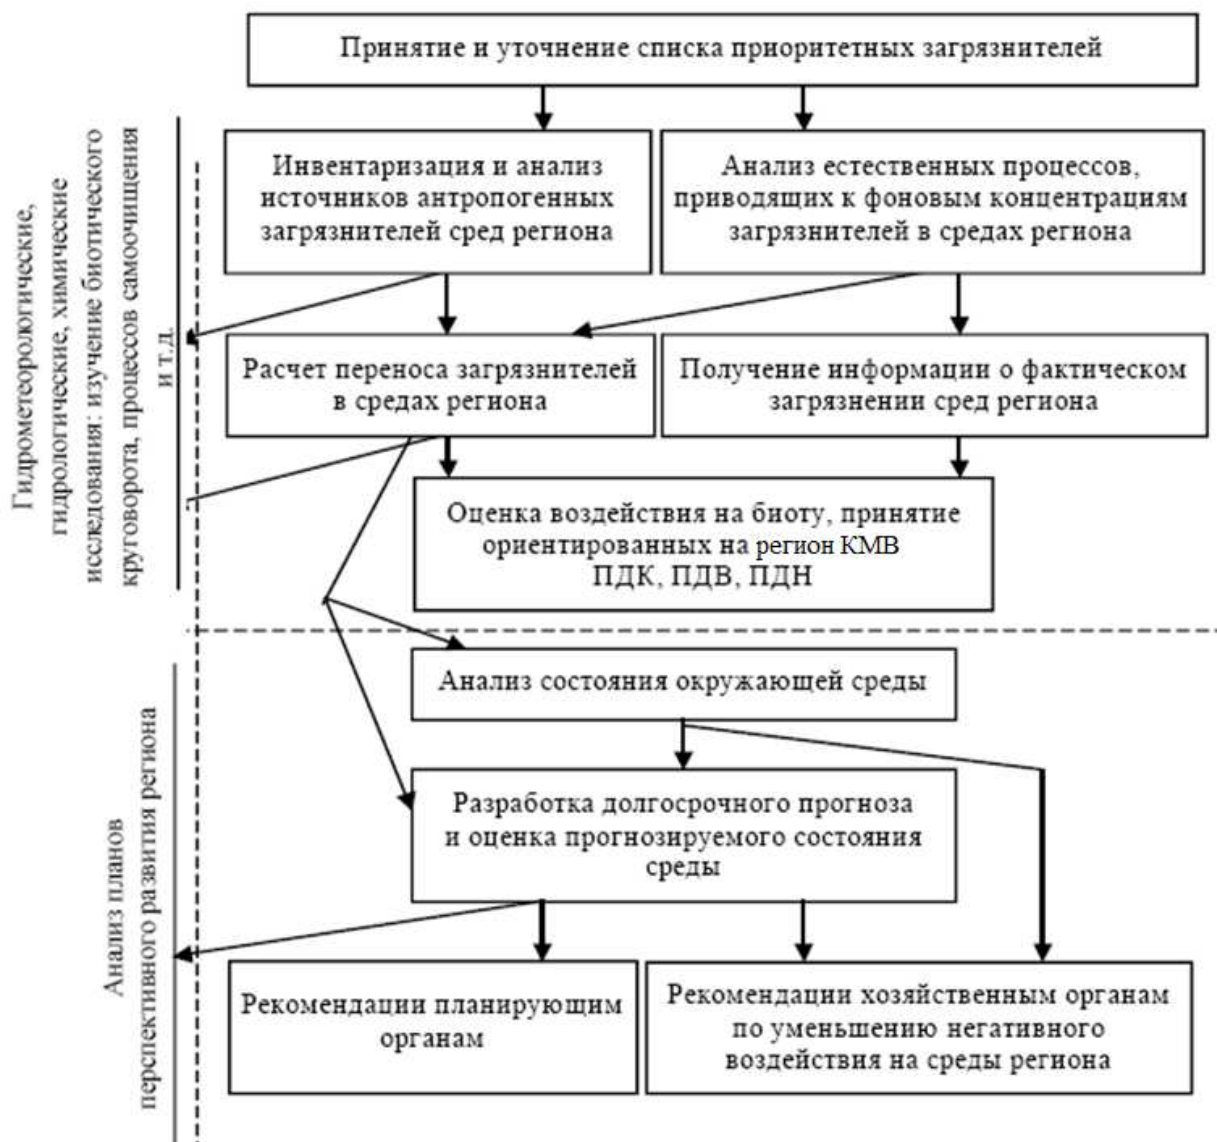 Принятие и уточнение списка приоритетных загрязнителей
Инвентаризация и анализ
источников антропогенных
загрязнителей сред региона
Анализ естественных процессов,
приводящих к фоновым концентрациям
загрязнителей в средах региона
Гидрометеорологические,
гидрологические, химические
исследования: изучение биотического
круговорота, процессов самоочищения
и т.д.
Расчет переноса загрязнителей
в средах региона
Получение информации о фактическом
загрязнении сред региона
Оценка воздействия на биоту, принятие
ориентированных на регион КМВ
ПДК, ПДВ, ПДН
Анализ состояния окружающей среды
Разработка долгосрочного прогноза
и оценка прогнозируемого состояния
среды
Анализ планов
перспективного развития региона
Рекомендации планирующим
органам
Рекомендации хозяйственным органам
по уменьшению негативного
воздействия на среды региона